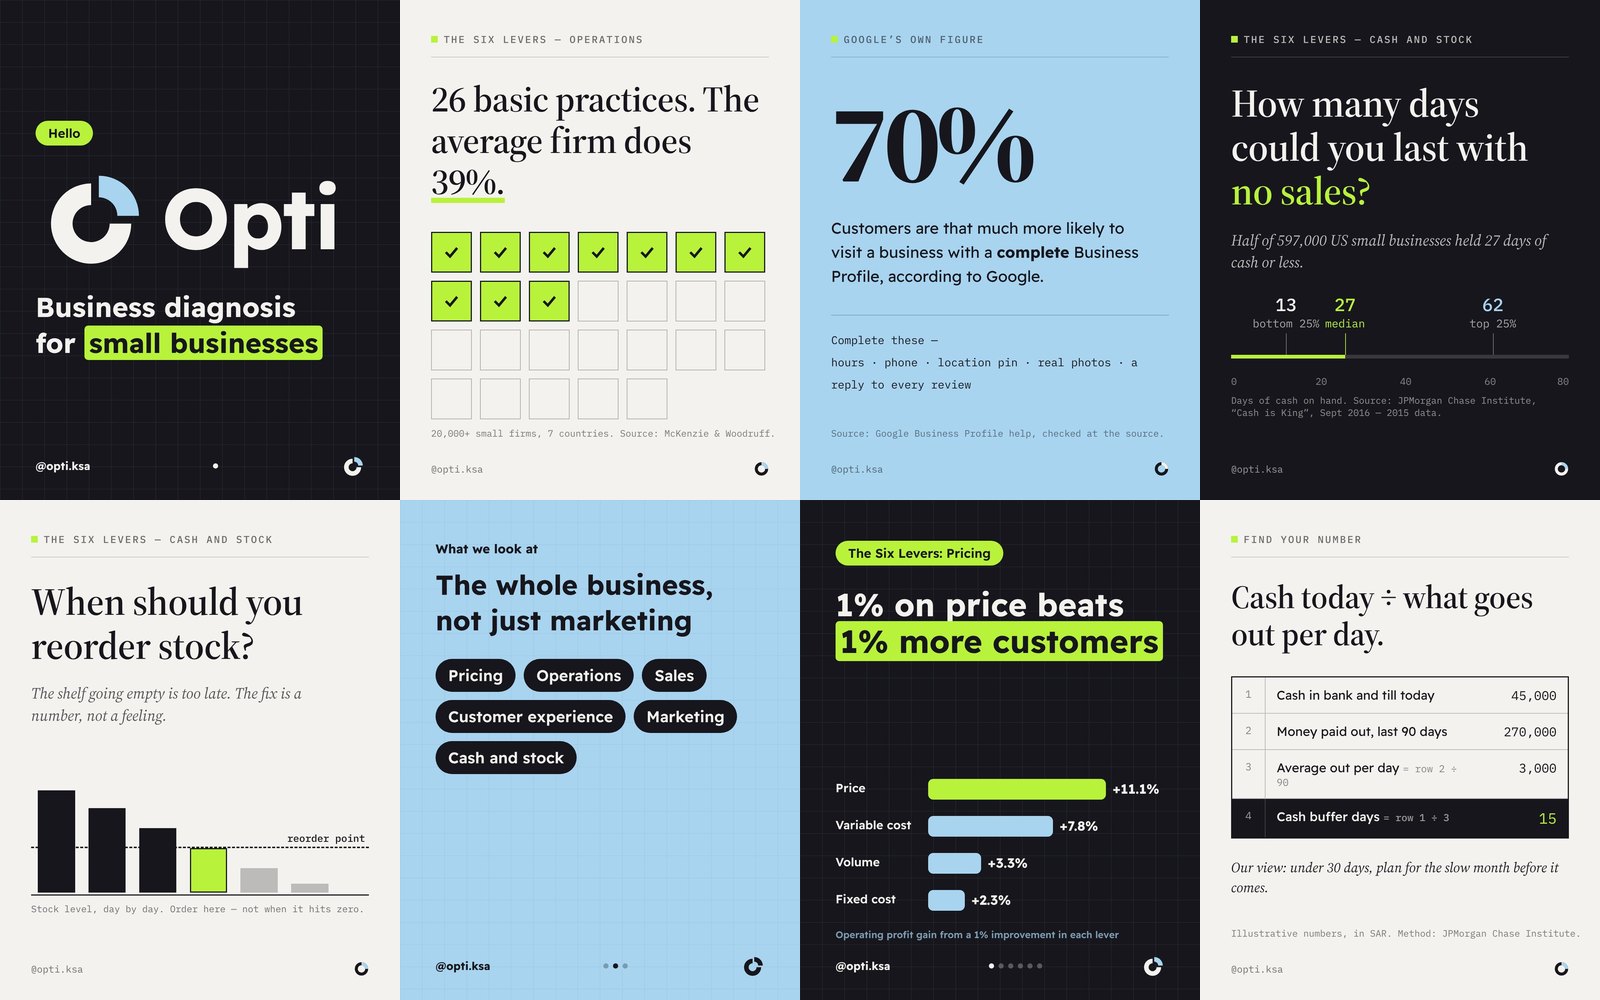 Hello
Opti
Business diagnosis
for small businesses
@opti.ksa
THE SIX LEVERS — OPERATIONS
26 basic practices. The
average firm does
39%.
20,000+ small firms, 7 countries. Source: McKenzie & Woodruff.
@opti.ksa
GOOGLE'S OWN FIGURE
70%
Customers are that much more likely to
visit a business with a complete Business
Profile, according to Google.
Complete these —
hours · phone · location pin · real photos · a
reply to every review
Source: Google Business Profile help, checked at the source.
@opti.ksa
THE SIX LEVERS — CASH AND STOCK
How many days
could you last with
no sales?
Half of 597,000 US small businesses held 27 days of
cash or less.
13 27 62
bottom 25% median top 25%
0 20 40 60 80
Days of cash on hand. Source: JPMorgan Chase Institute,
“Cash is King”, Sept 2016 — 2015 data.
@opti.ksa
THE SIX LEVERS — CASH AND STOCK
When should you
reorder stock?
The shelf going empty is too late. The fix is a
number, not a feeling.
reorder point
Stock level, day by day. Order here — not when it hits zero.
@opti.ksa
What we look at
The whole business,
not just marketing
Pricing Operations Sales
Customer experience Marketing
Cash and stock
@opti.ksa
The Six Levers: Pricing
1% on price beats
1% more customers
Price +11.1%
Variable cost +7.8%
Volume +3.3%
Fixed cost +2.3%
Operating profit gain from a 1% improvement in each lever
@opti.ksa
FIND YOUR NUMBER
Cash today ÷ what goes
out per day.
1 Cash in bank and till today 45,000
2 Money paid out, last 90 days 270,000
3 Average out per day = row 2 ÷ 3,000
90
4 Cash buffer days = row 1 ÷ 3 15
Our view: under 30 days, plan for the slow month before it
comes.
Illustrative numbers, in SAR. Method: JPMorgan Chase Institute.
@opti.ksa